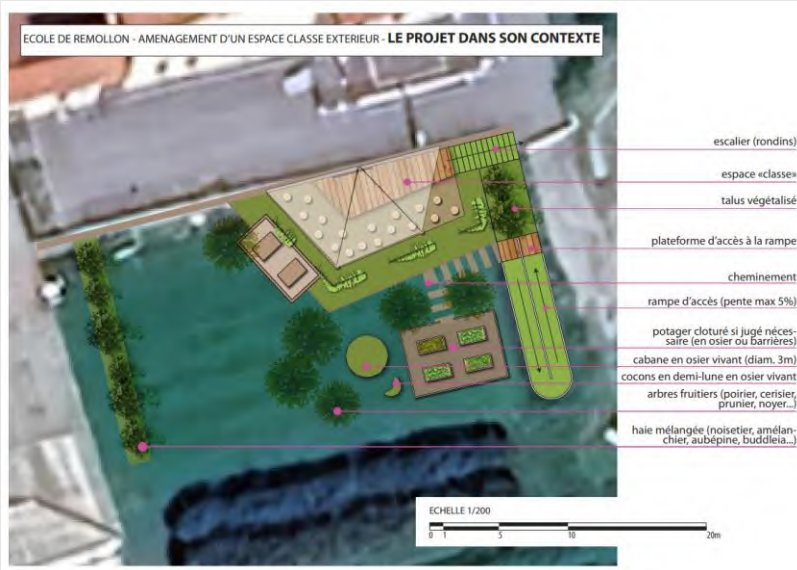 ECOLE DE REMOLLON - AMENAGEMENT D'UN ESPACE CLASSE EXTERIEUR - LE PROJET DANS SON CONTEXTE
escalier (rondins)
espace «classe»
talus végétalisé
plateforme d'accès à la rampe
cheminement
rampe d'accès (pente max 5%)
potager cloturé si jugé néces-
saire (en osier ou barrières)
cabane en osier vivant (diam. 3m)
cocons en demi-lune en osier vivant
arbres fruitiers (poirier, cerisier,
prunier, noyer...)
haie mélangée (noisetier, amélan-
chier, aubépine, buddleia...)
ECHELLE 1/200
0 1 5 10 20m